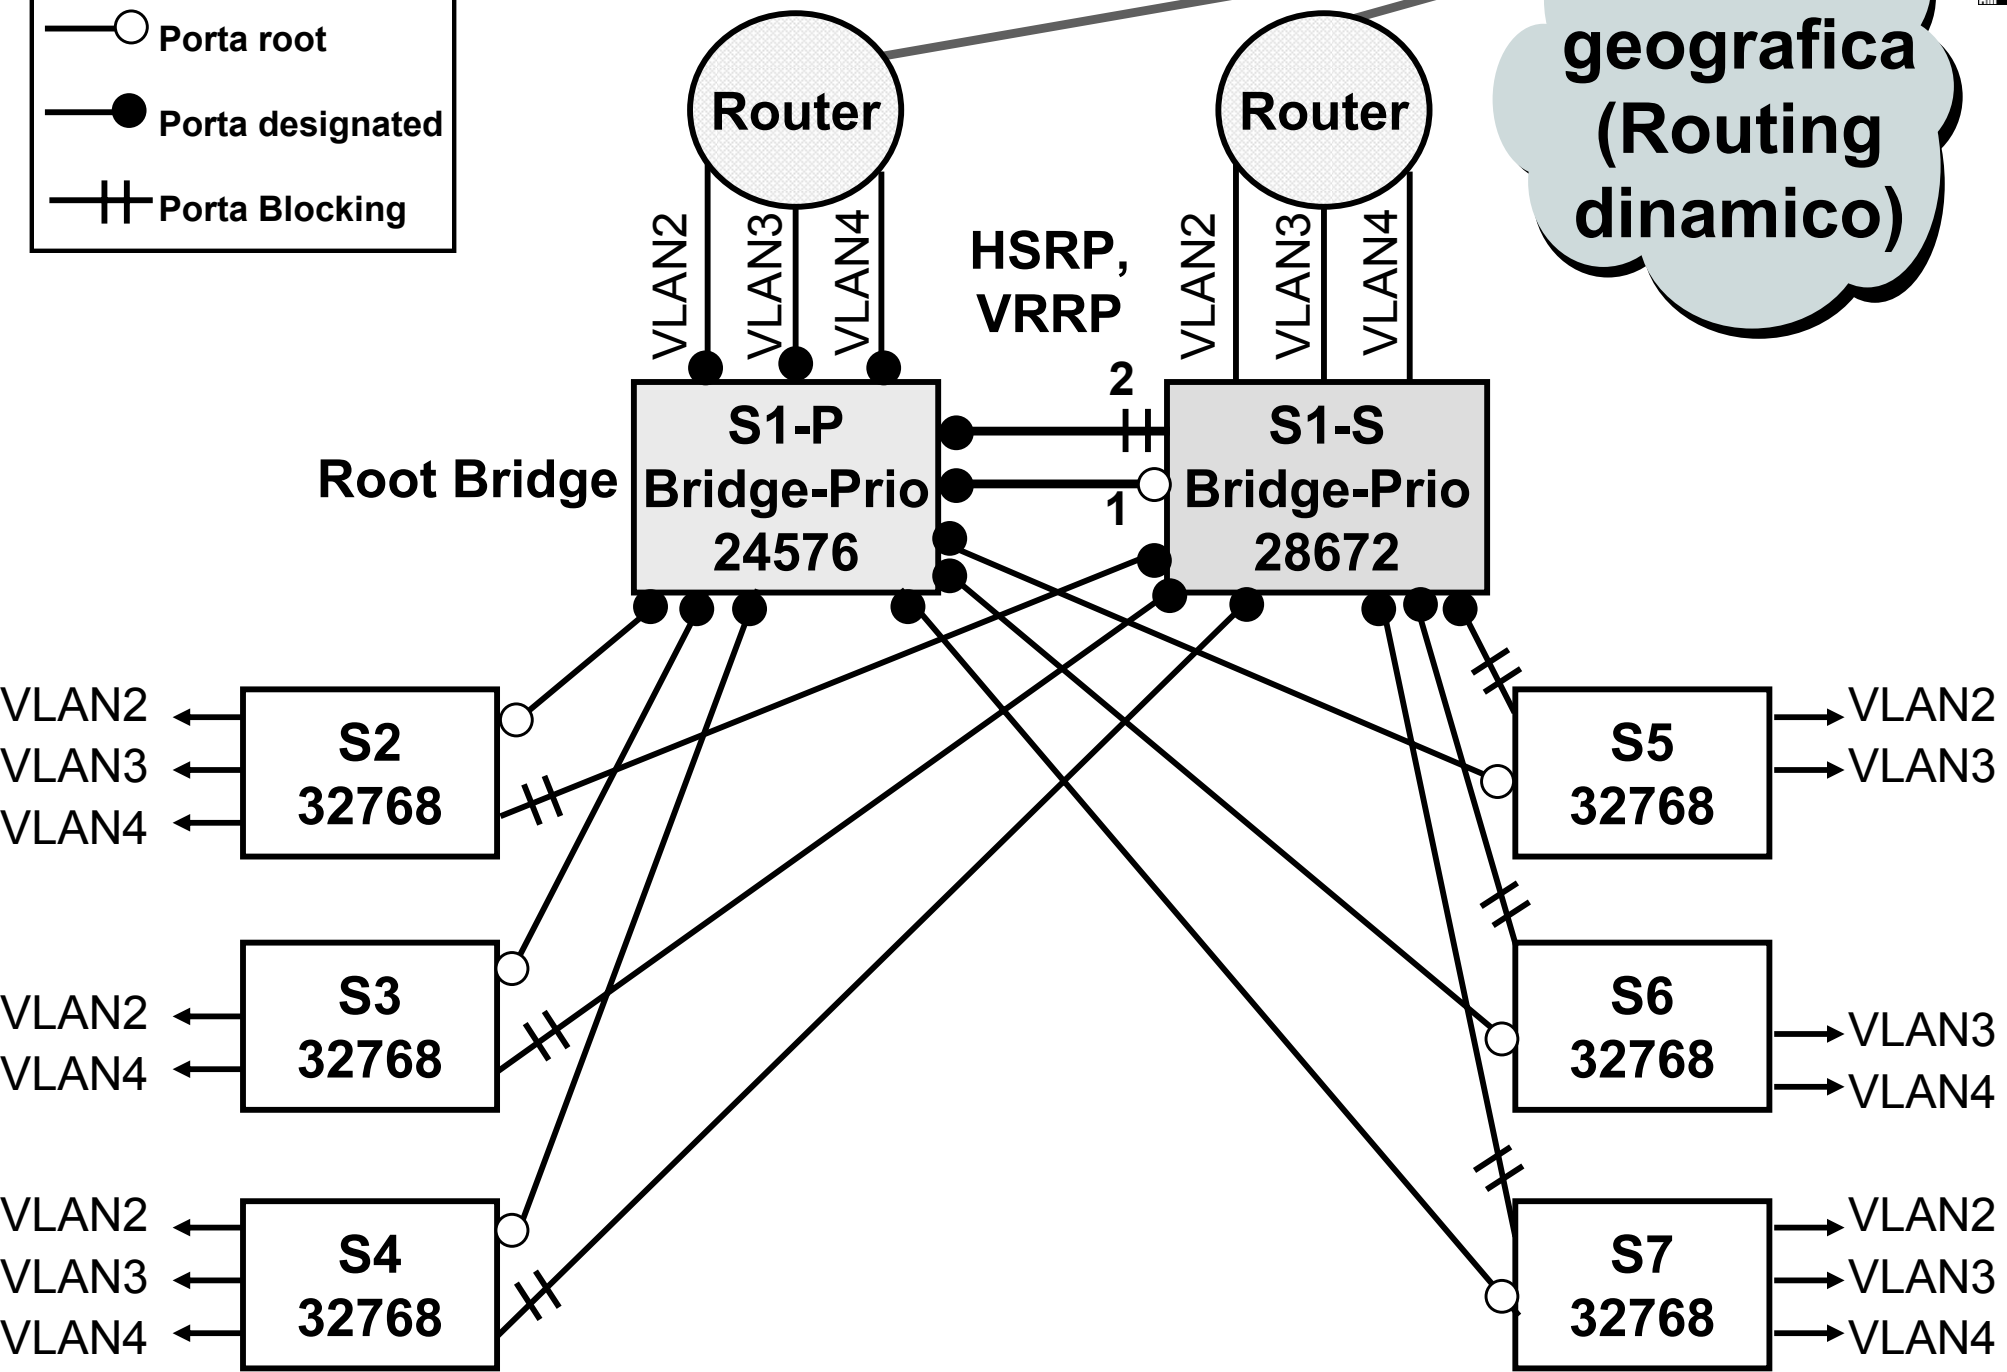 Porta root
Porta designated
Porta Blocking
Router
Router
geografica
(Routing
dinamico)
VLAN2
VLAN3
VLAN4
HSRP,
VRRP
VLAN2
VLAN3
VLAN4
2
1
Root Bridge
S1-P
Bridge-Prio
24576
S1-S
Bridge-Prio
28672
VLAN2
VLAN3
VLAN4
S2
32768
S5
32768
VLAN2
VLAN3
VLAN2
VLAN4
S3
32768
S6
32768
VLAN3
VLAN4
VLAN2
VLAN3
VLAN4
S4
32768
S7
32768
VLAN2
VLAN3
VLAN4